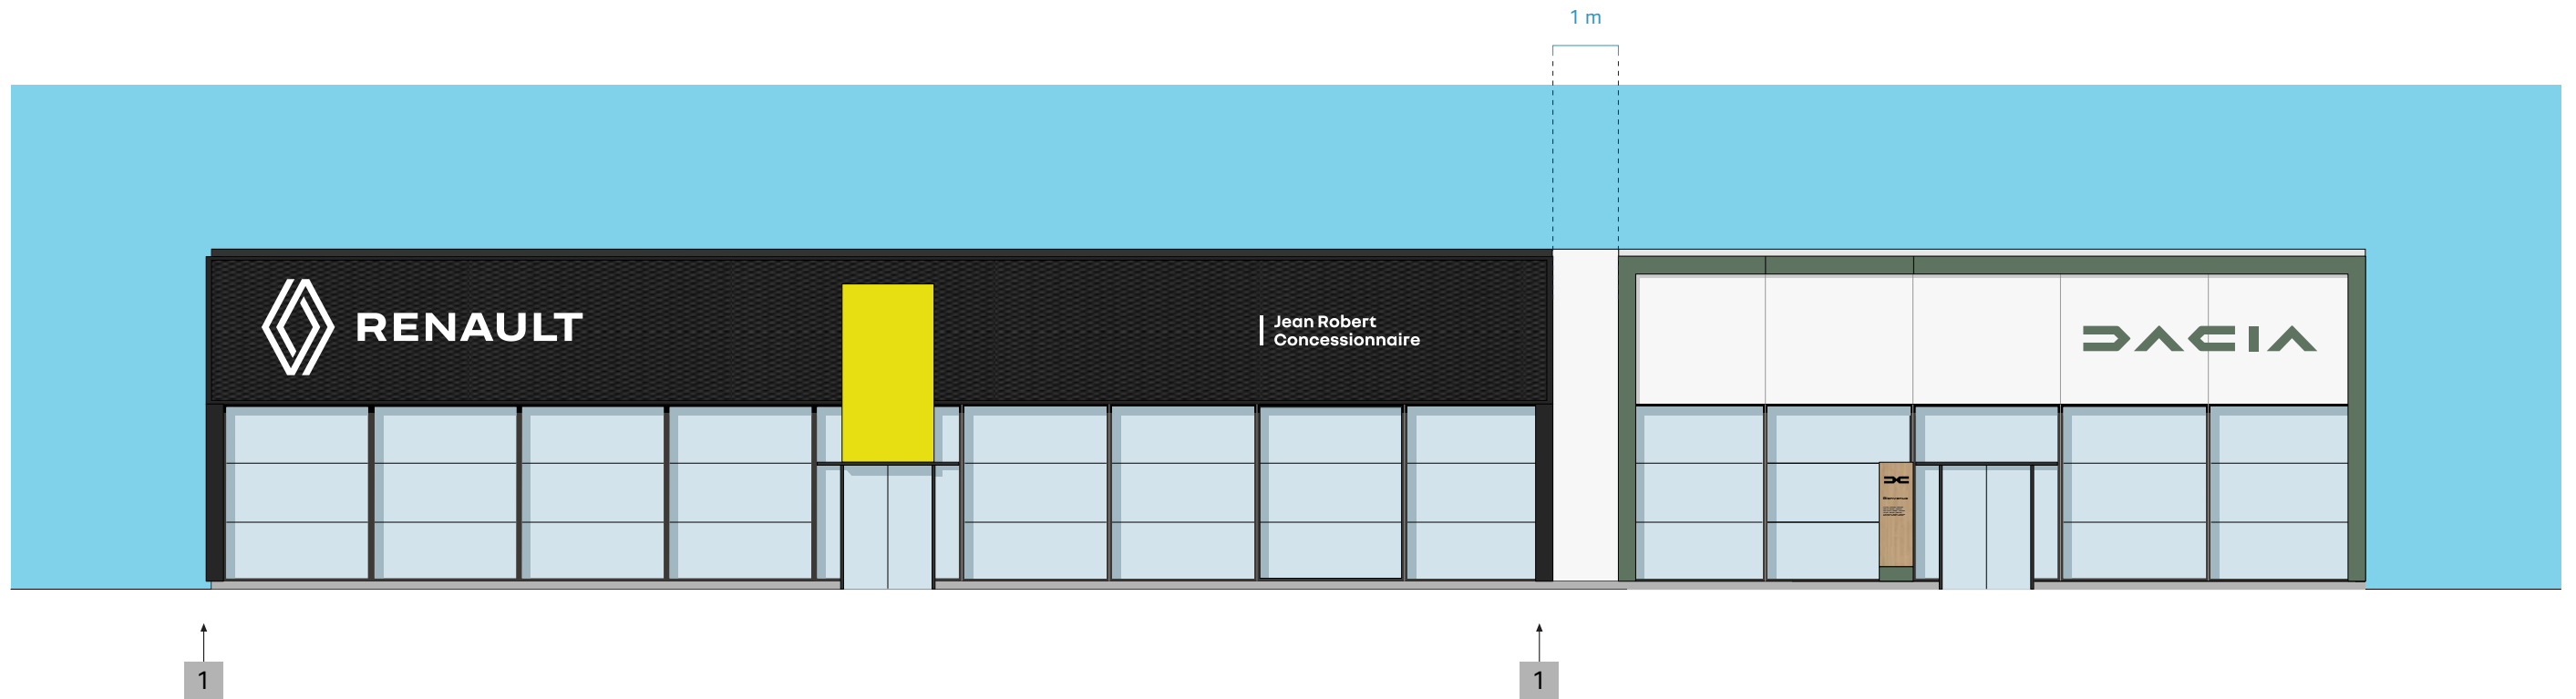 1 m
RENAULT
Jean Robert
Concessionnaire
DACIA
1
1